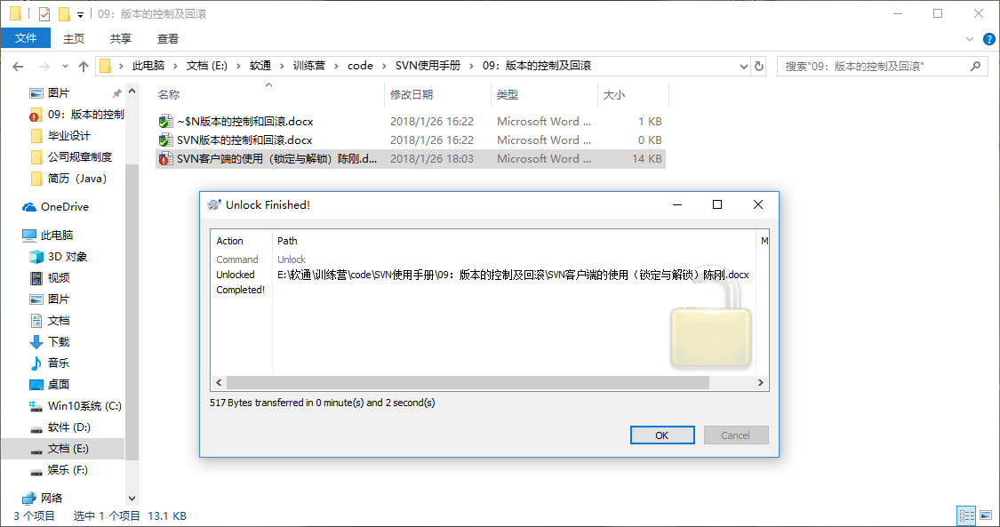 09：版本的控制及回滚
文件 主页 共享 查看
此电脑 文档 (E:) 软通 训练营 code SVN使用手册 09：版本的控制及回滚
搜索"09：版本的控制及回滚"
图片
09：版本的控制
毕业设计
公司规章制度
简历（Java）
OneDrive
此电脑
3D 对象
视频
图片
文档
下载
音乐
桌面
Win10系统 (C:)
软件 (D:)
文档 (E:)
娱乐 (F:)
网络
名称 修改日期 类型 大小
~$N版本的控制和回滚.docx 2018/1/26 16:22 Microsoft Word ... 1 KB
SVN版本的控制和回滚.docx 2018/1/26 16:22 Microsoft Word ... 0 KB
SVN客户端的使用（锁定与解锁）陈刚.d... 2018/1/26 18:03 Microsoft Word ... 14 KB
Unlock Finished!
Action Path M
Command Unlock
Unlocked E:\软通\训练营\code\SVN使用手册\09：版本的控制及回滚\SVN客户端的使用（锁定与解锁）陈刚.docx
Completed!
517 Bytes transferred in 0 minute(s) and 2 second(s)
OK Cancel
3 个项目 选中 1 个项目 13.1 KB